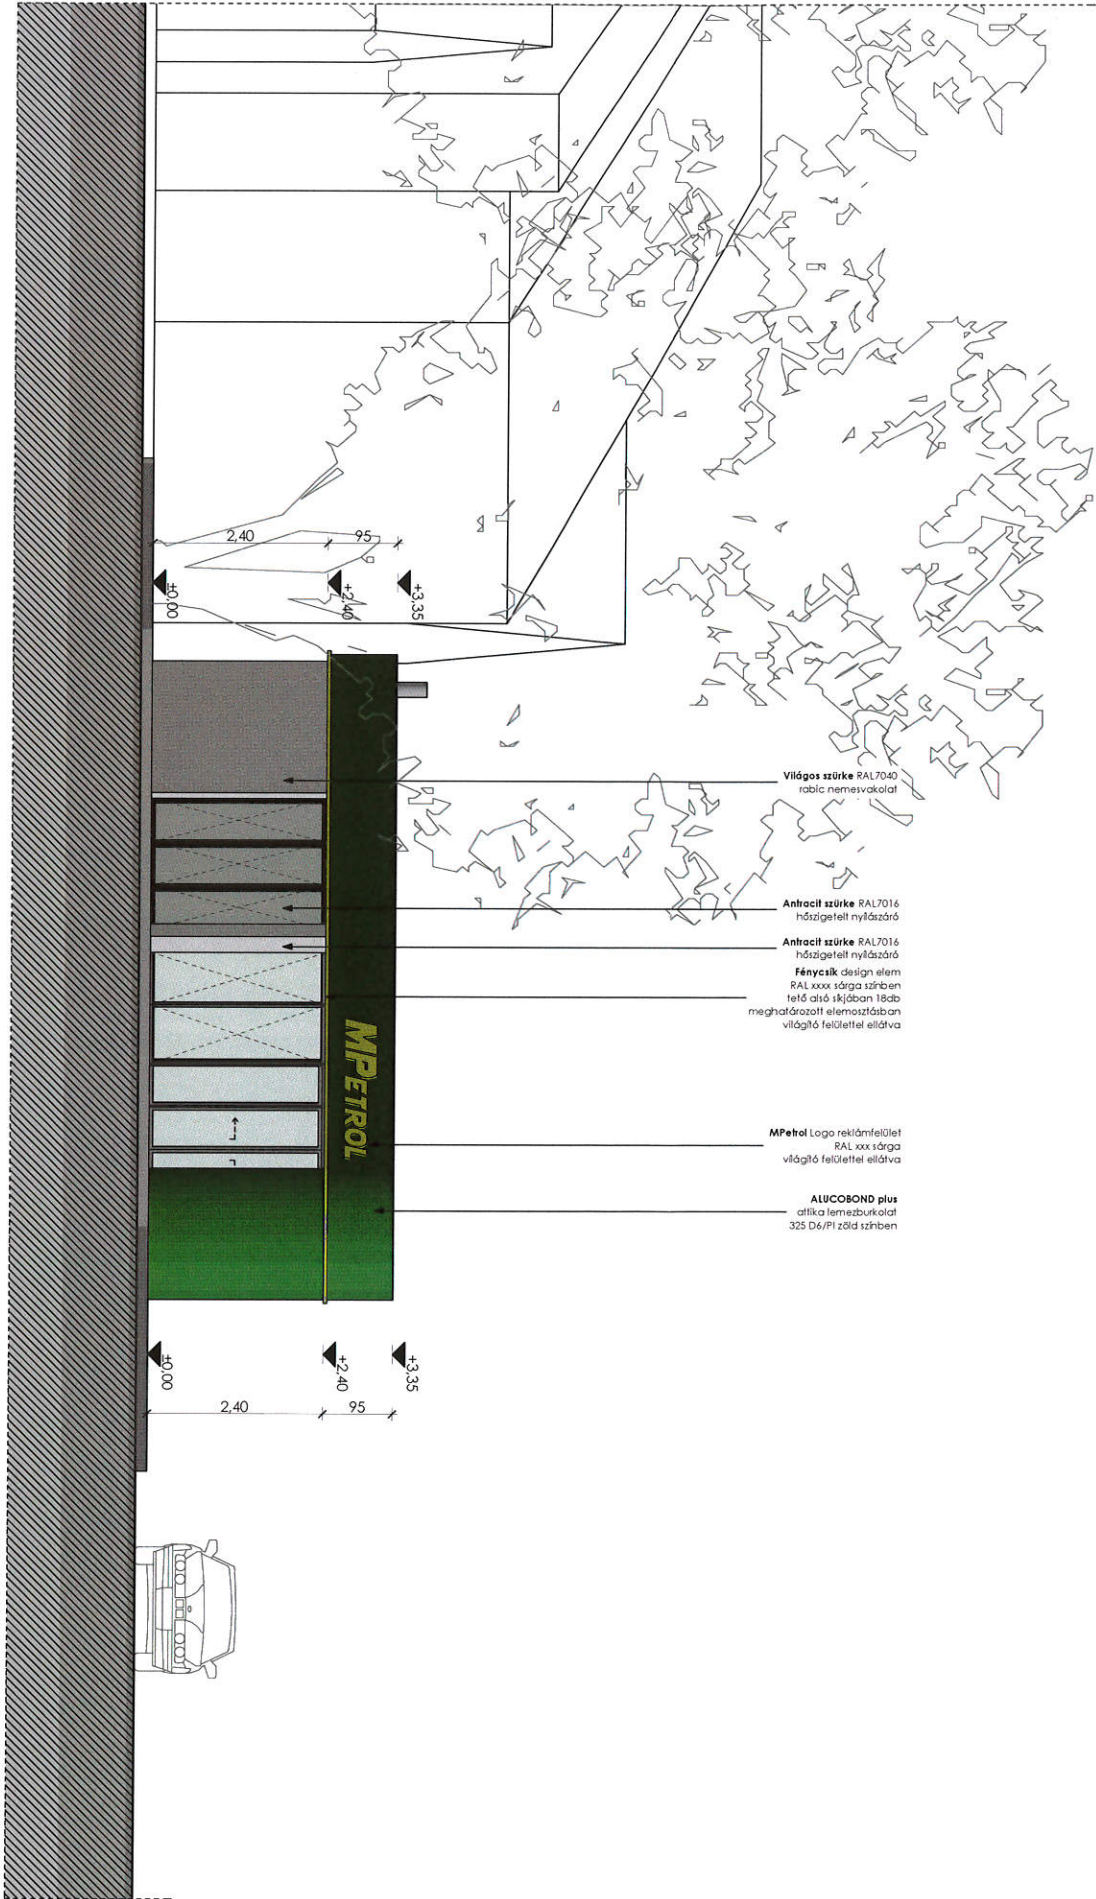 2,40
95
±0,00
+2,40
+3,35
Világos szürke RAL7040
rabic nemesvakolat
Antracit szürke RAL7016
hőszigetelt nyílászáró
Antracit szürke RAL7016
hőszigetelt nyílászáró
Fénycsík design elem
RAL xxxx sárga színben
tető alsó síkjában 18db
meghatározott elemosztásban
világító felülettel ellátva
MPETROL
MPetrol Logo reklámfelület
RAL xxx sárga
világító felülettel ellátva
ALUCOBOND plus
attika lemezburkolat
325 D6/PI zöld színben
±0,00
+2,40
+3,35
2,40
95